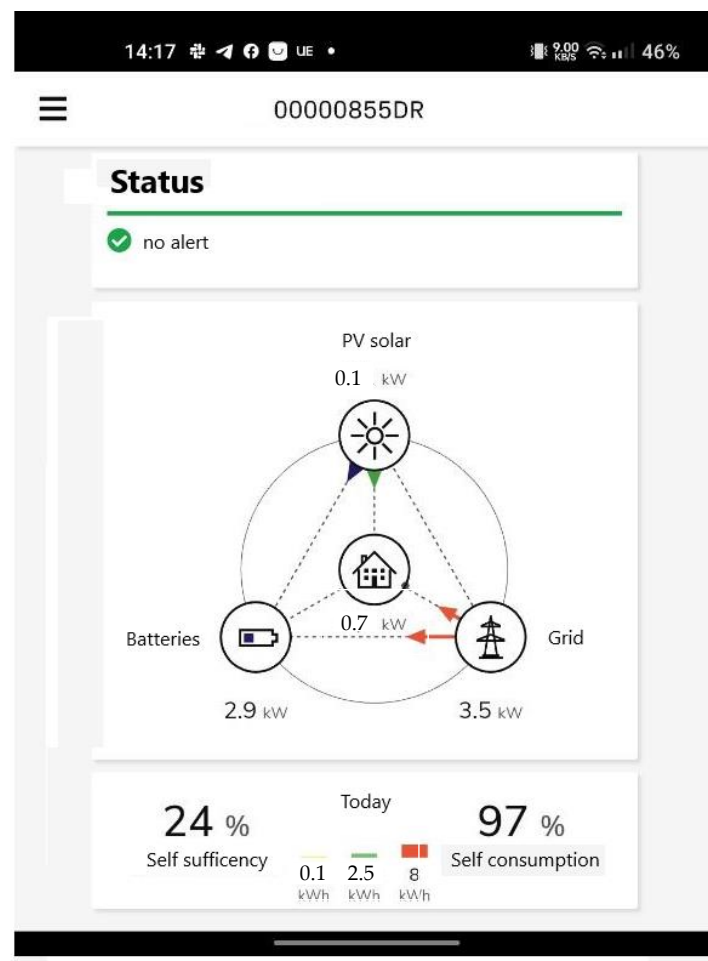 14:17 UE • 9.00 KB/S 46%
00000855DR
Status
no alert
PV solar
0.1 kW
0.7 kW
Batteries
Grid
2.9 kW
3.5 kW
Today
24 %
97 %
Self sufficency
Self consumption
0.1 2.5 8
kWh kWh kWh